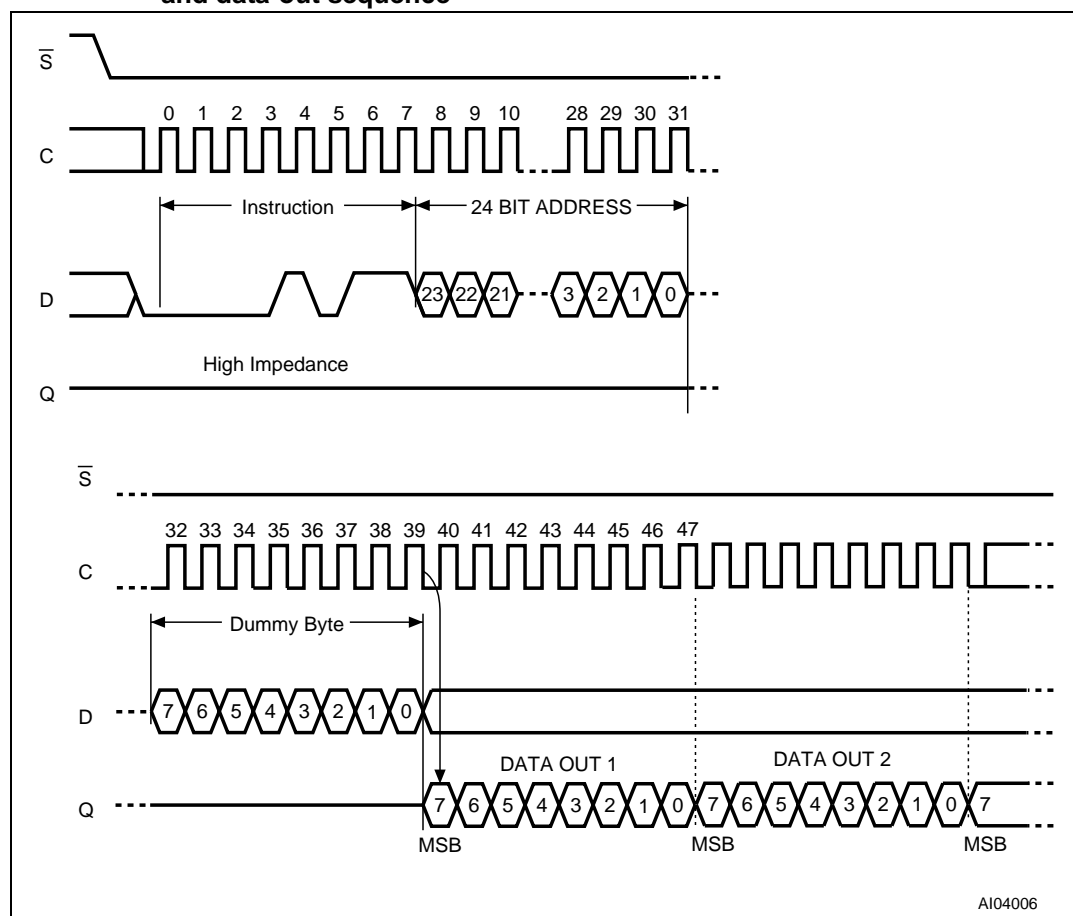 and data-out sequence
S
0 1 2 3 4 5 6 7 8 9 10 28 29 30 31
C
Instruction 24 BIT ADDRESS
D
23 22 21 3 2 1 0
High Impedance
Q
S
32 33 34 35 36 37 38 39 40 41 42 43 44 45 46 47
C
Dummy Byte
D 7 6 5 4 3 2 1 0
DATA OUT 1 DATA OUT 2
Q 7 6 5 4 3 2 1 0 7 6 5 4 3 2 1 0 7
MSB MSB MSB
AI04006